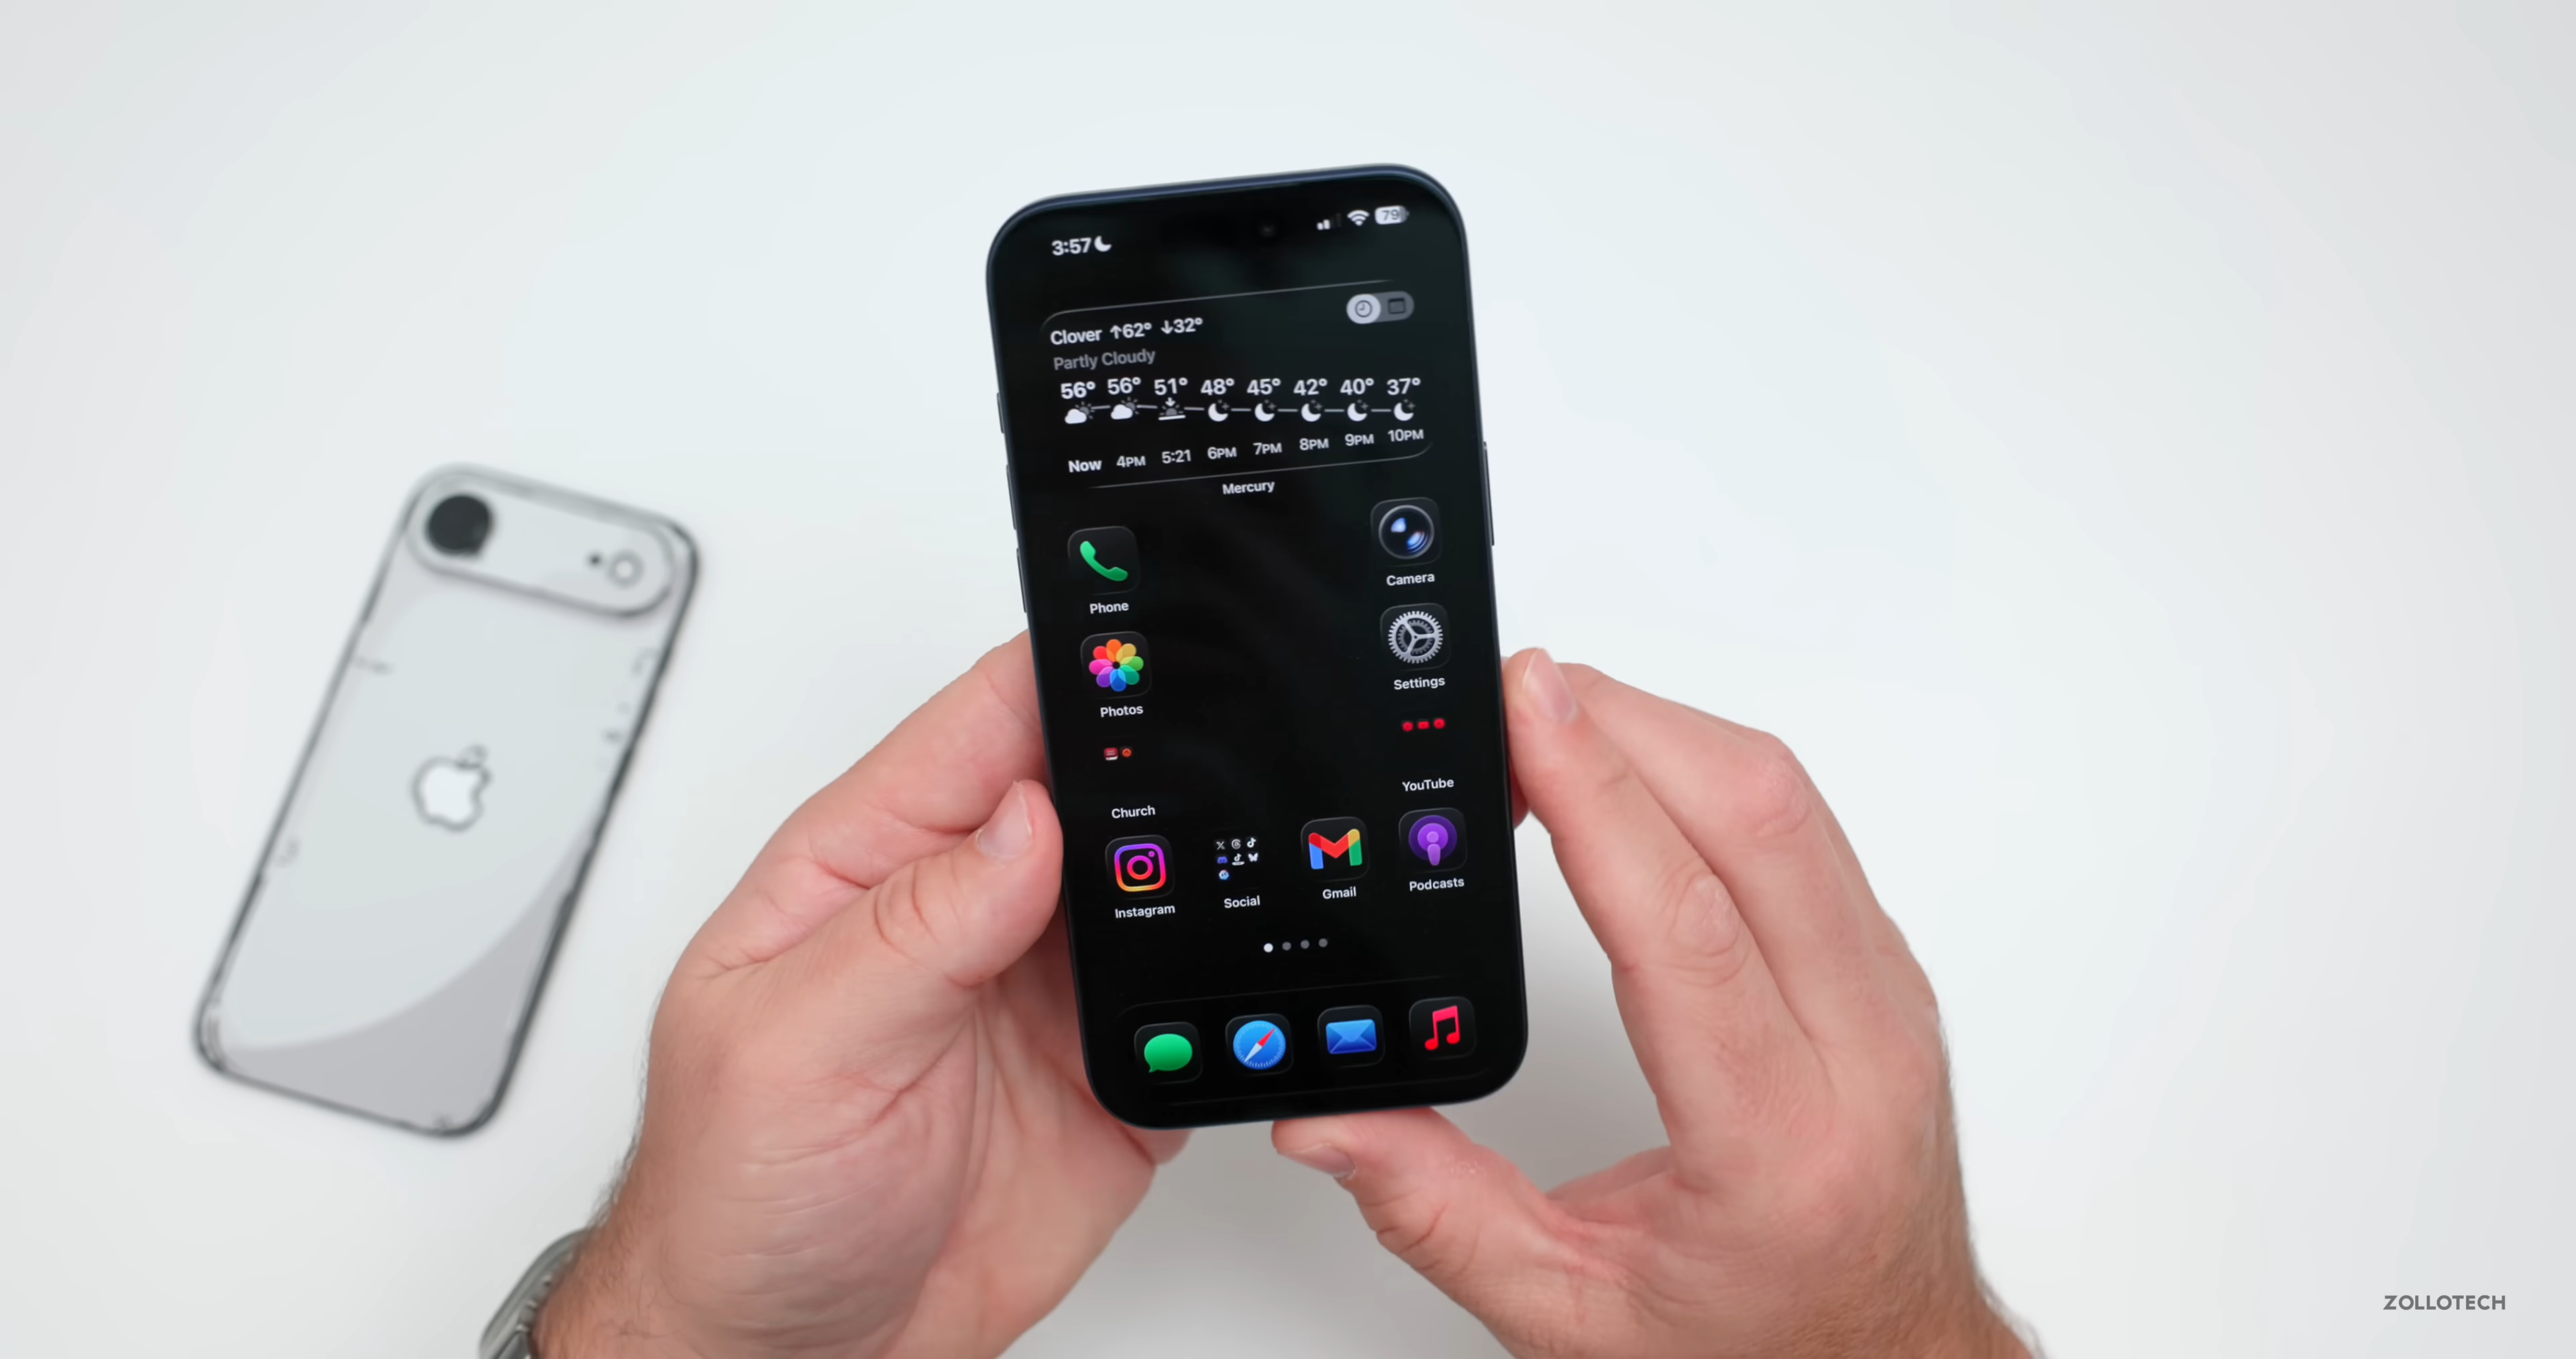 3:57
79
Clover ↑62° ↓32°
Partly Cloudy
56° 56° 51° 48° 45° 42° 40° 37°
Now 4PM 5:21 6PM 7PM 8PM 9PM 10PM
Mercury
Phone
Camera
Photos
Settings
Church
YouTube
Instagram
Social
Gmail
Podcasts
ZOLLOTECH